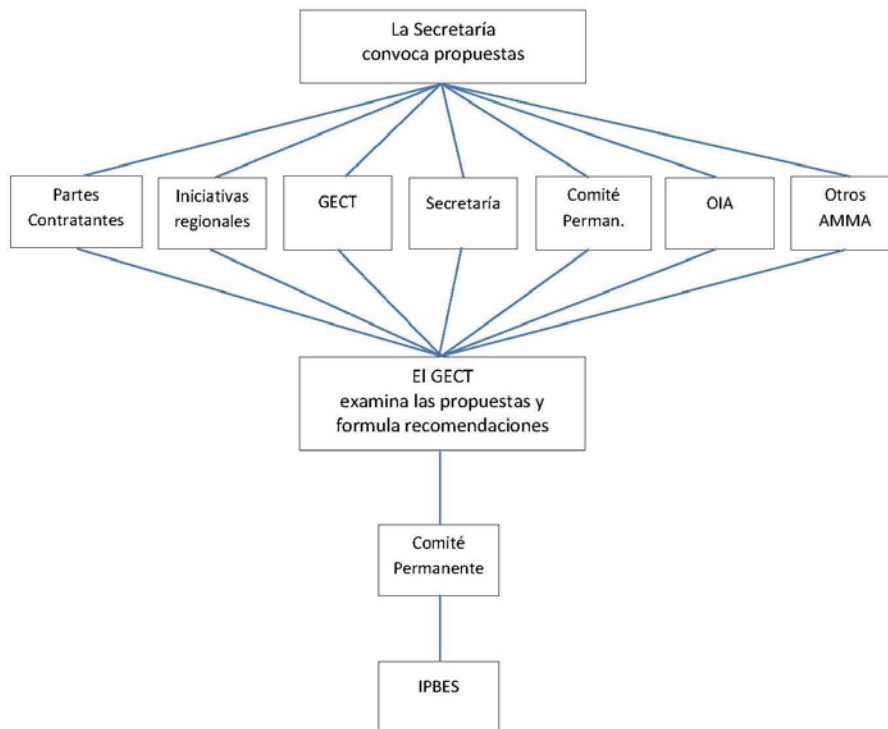 La Secretaría
convoca propuestas
Partes
Contratantes
Iniciativas
regionales
GECT
Secretaría
Comité
Perman.
OIA
Otros
AMMA
El GECT
examina las propuestas y
formula recomendaciones
Comité
Permanente
IPBES